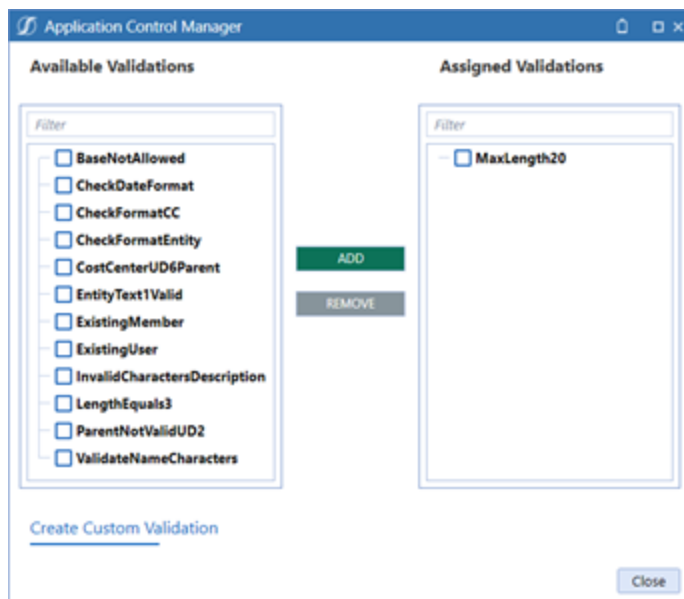 Application Control Manager
Available Validations
Assigned Validations
Filter
Filter
BaseNotAllowed
CheckDateFormat
CheckFormatCC
CheckFormatEntity
CostCenterUD6Parent
EntityText1Valid
ExistingMember
ExistingUser
InvalidCharactersDescription
LengthEquals3
ParentNotValidUD2
ValidateNameCharacters
ADD
REMOVE
MaxLength20
Create Custom Validation
Close